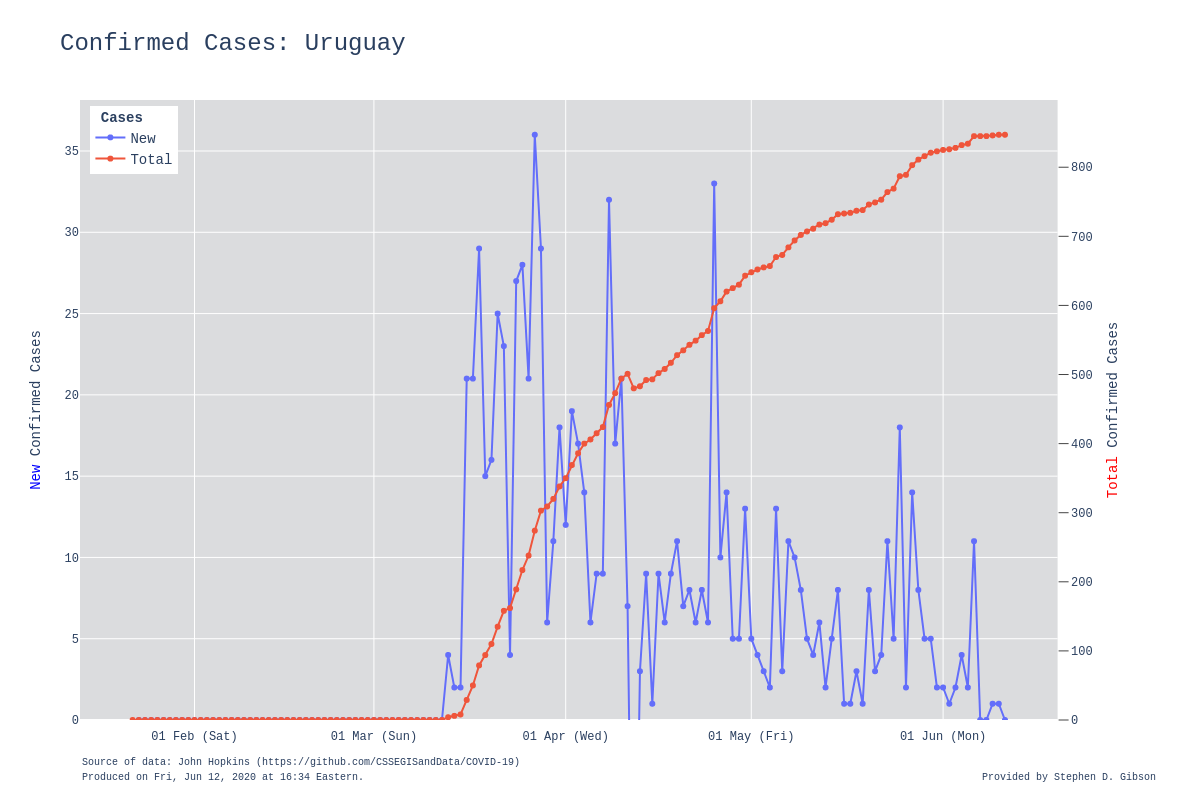 Confirmed Cases: Uruguay
Cases
New
Total
35
30
25
20
15
10
5
0
800
700
600
500
400
300
200
100
0
New Confirmed Cases
Total Confirmed Cases
01 Feb (Sat)
01 Mar (Sun)
01 Apr (Wed)
01 May (Fri)
01 Jun (Mon)
Source of data: John Hopkins (https://github.com/CSSEGISandData/COVID-19)
Produced on Fri, Jun 12, 2020 at 16:34 Eastern.
Provided by Stephen D. Gibson